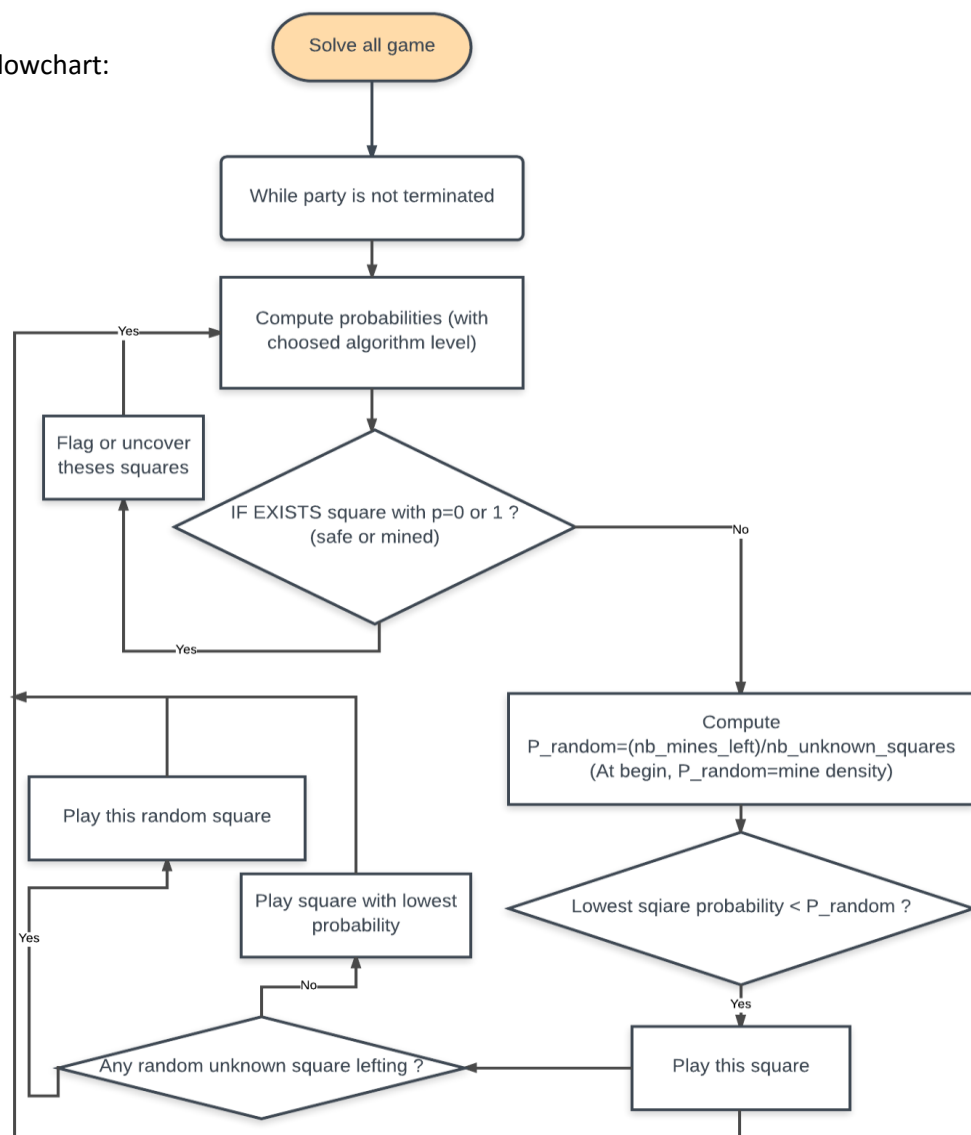 Solve all game
lowchart:
While party is not terminated
Compute probabilities (with
choosed algorithm level)
Yes
Flag or uncover
theses squares
IF EXISTS square with p=0 or 1 ?
(safe or mined)
No
Yes
Compute
P_random=(nb_mines_left)/nb_unknown_squares
(At begin, P_random=mine density)
Play this random square
Play square with lowest
probability
Lowest sqiare probability < P_random ?
Yes
No
Yes
Any random unknown square lefting ?
Play this square